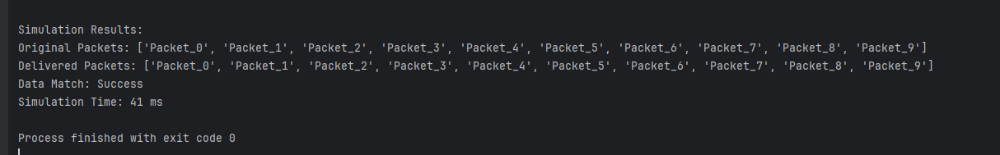 Simulation Results:
Original Packets: ['Packet_0', 'Packet_1', 'Packet_2', 'Packet_3', 'Packet_4', 'Packet_5', 'Packet_6', 'Packet_7', 'Packet_8', 'Packet_9']
Delivered Packets: ['Packet_0', 'Packet_1', 'Packet_2', 'Packet_3', 'Packet_4', 'Packet_5', 'Packet_6', 'Packet_7', 'Packet_8', 'Packet_9']
Data Match: Success
Simulation Time: 41 ms
Process finished with exit code 0